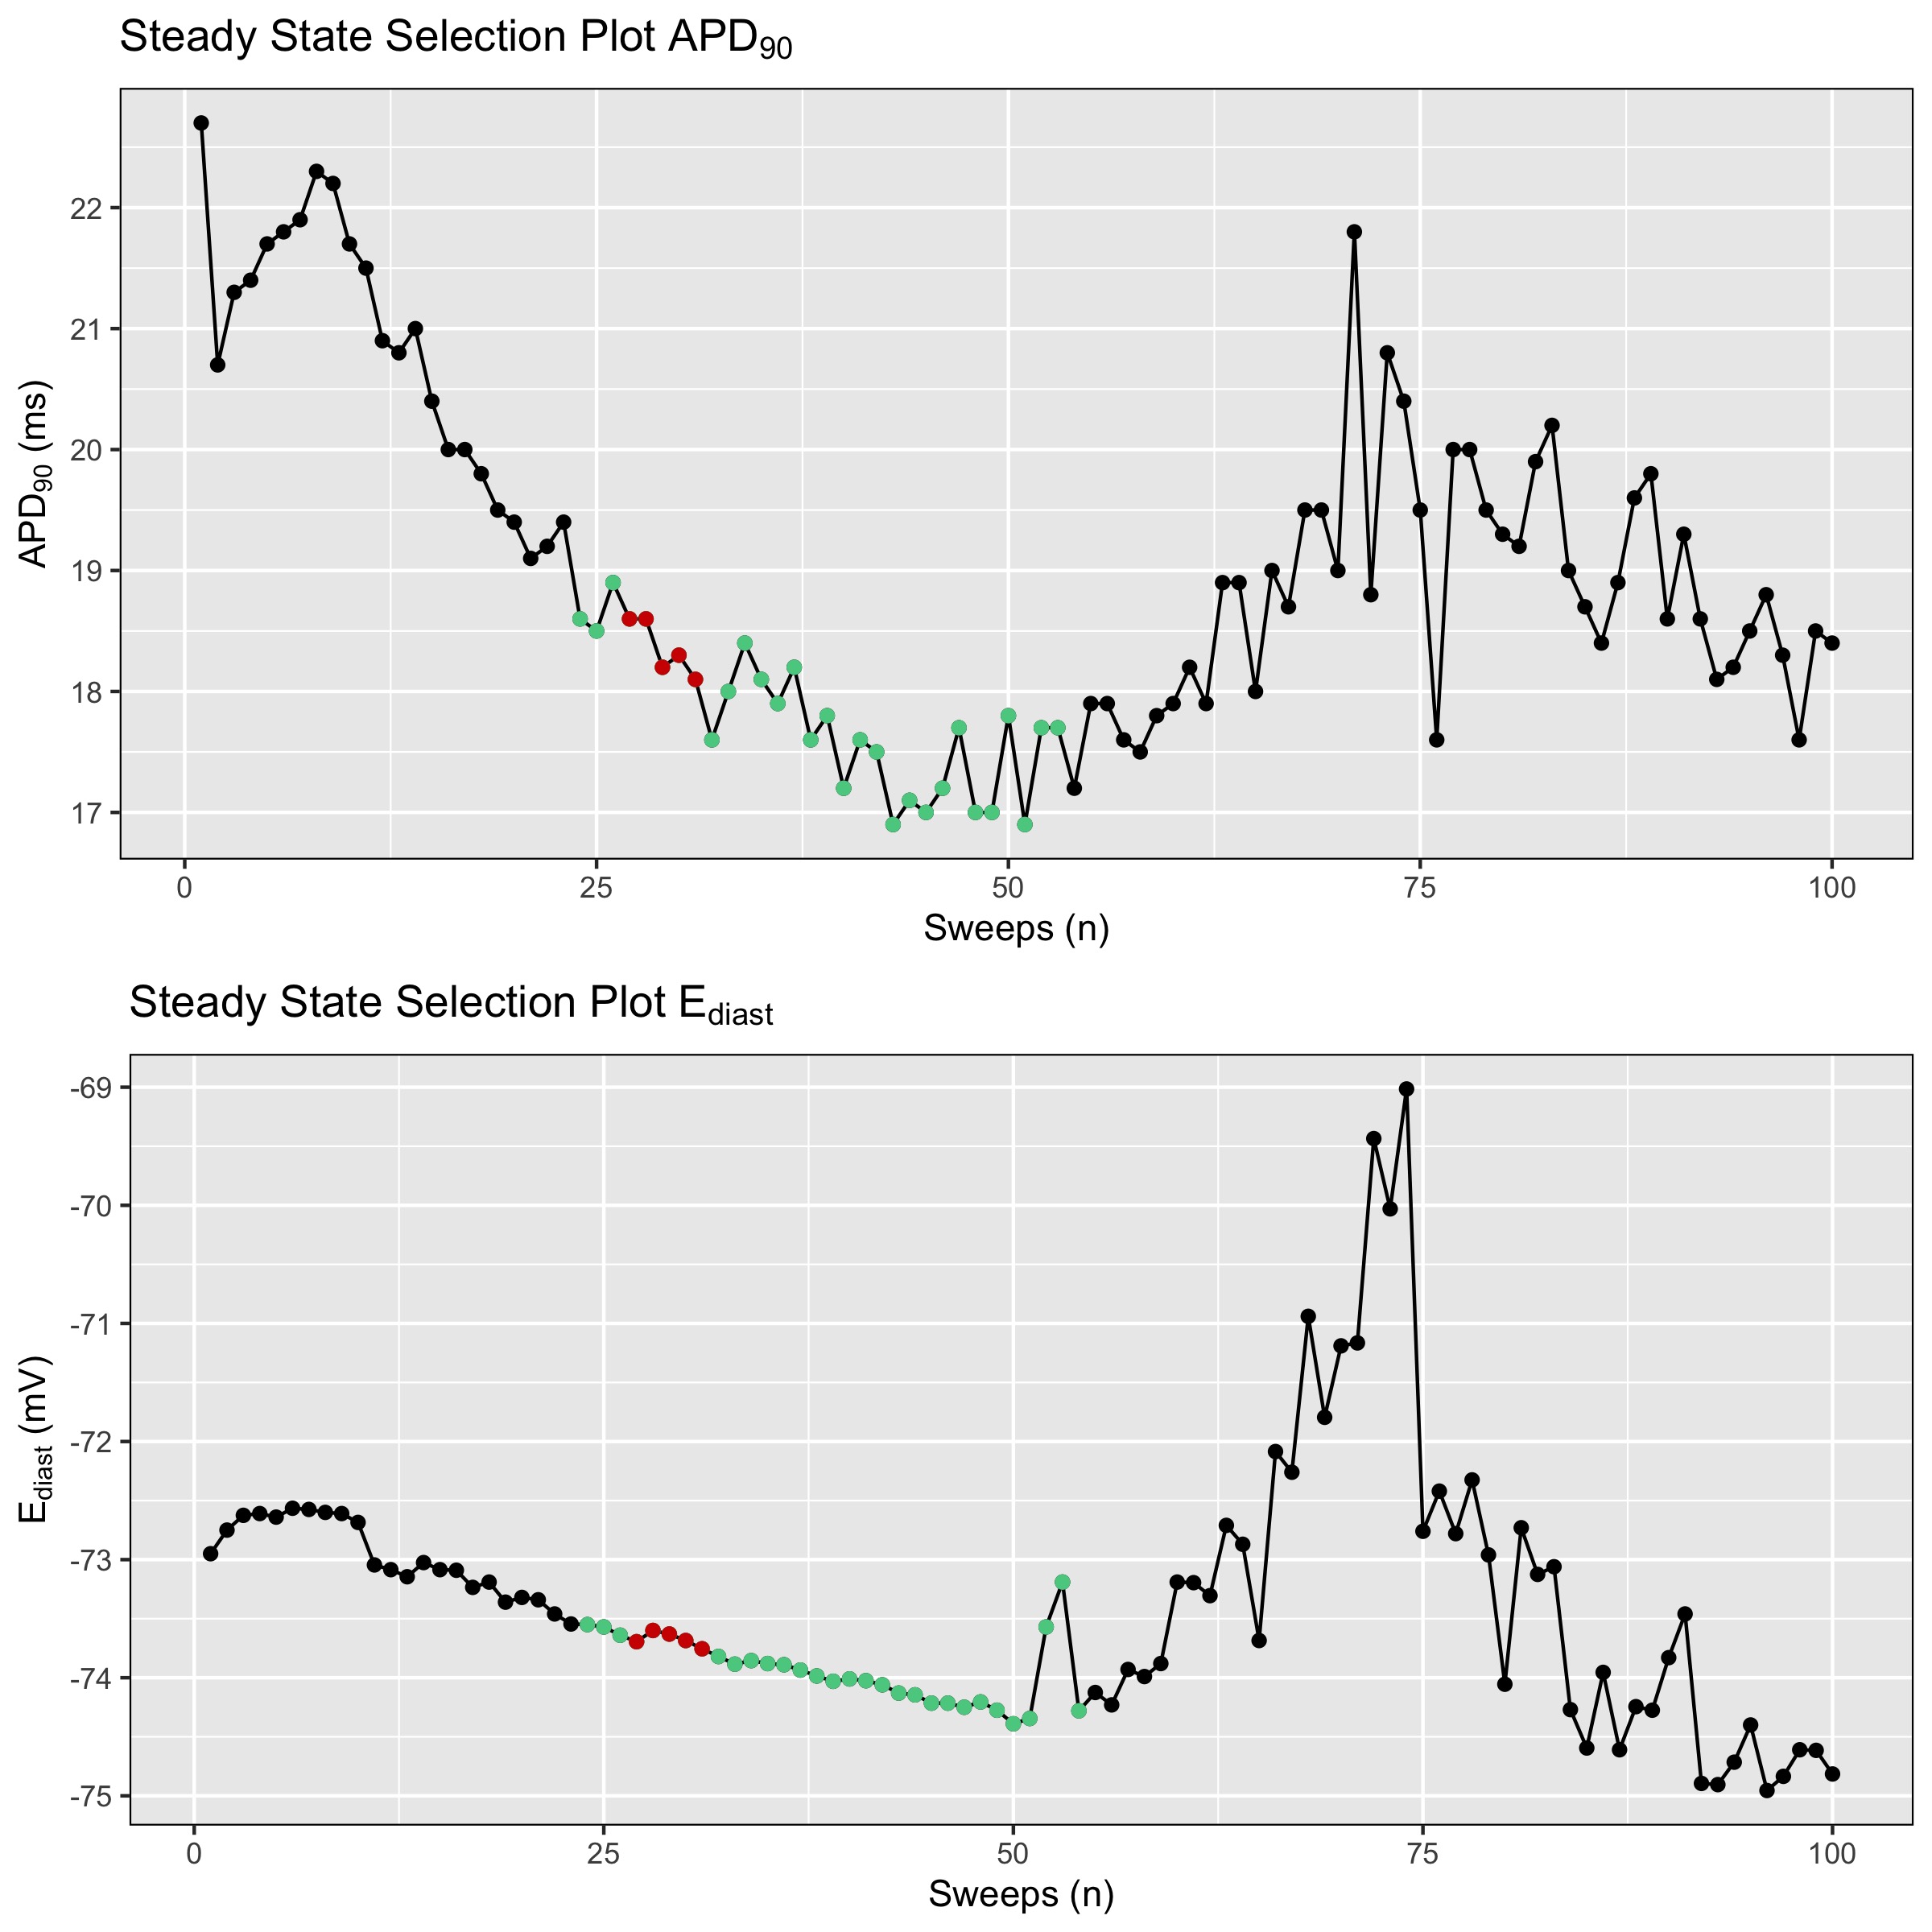 Steady State Selection Plot APD90
APD90 (ms)
22
21
20
19
18
17
0 25 50 75 100
Sweeps (n)
Steady State Selection Plot Ediast
Ediast (mV)
-69
-70
-71
-72
-73
-74
-75
0 25 50 75 100
Sweeps (n)